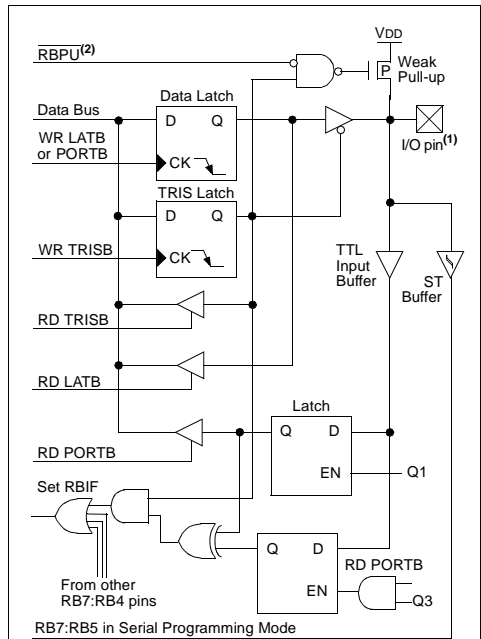 VDD
RBPU(2)
P
Weak
Pull-up
Data Bus
Data Latch
D Q
WR LATB
or PORTB
CK
I/O pin(1)
TRIS Latch
D Q
WR TRISB
CK
TTL
Input
Buffer
ST
Buffer
RD TRISB
RD LATB
Latch
Q D
RD PORTB
EN
Q1
Set RBIF
Q D
RD PORTB
EN
Q3
From other
RB7:RB4 pins
RB7:RB5 in Serial Programming Mode